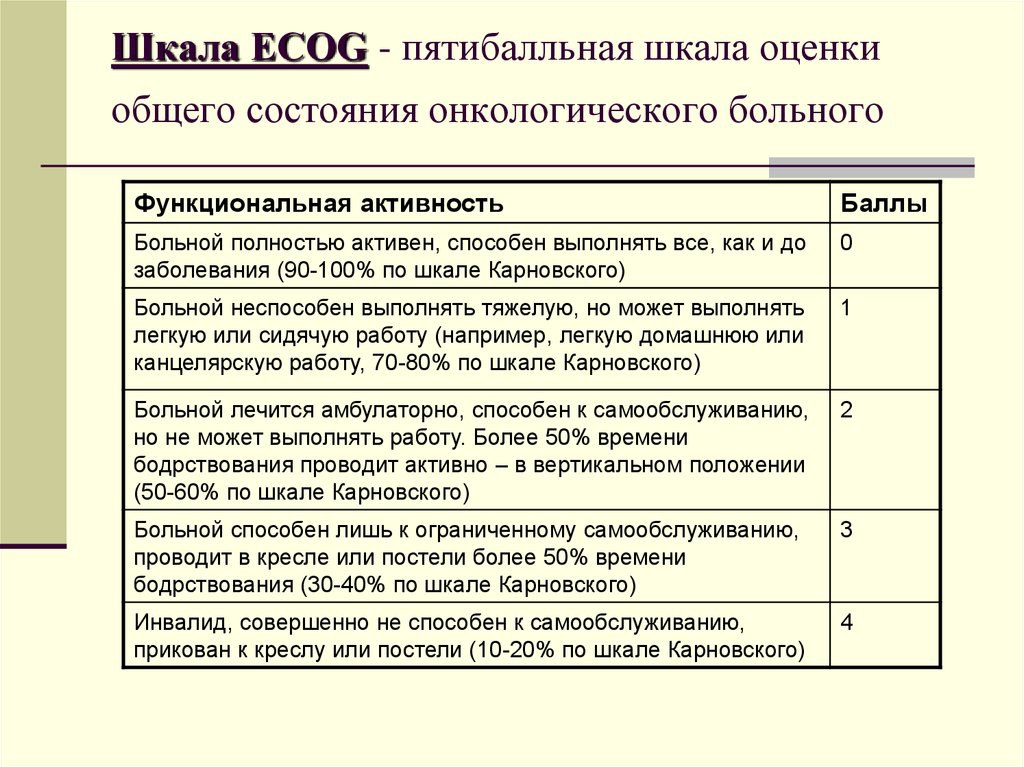 Шкала ECOG - пятибалльная шкала оценки
общего состояния онкологического больного
Функциональная активность Баллы
Больной полностью активен, способен выполнять все, как и до 0
заболевания (90-100% по шкале Карновского)
Больной неспособен выполнять тяжелую, но может выполнять 1
легкую или сидячую работу (например, легкую домашнюю или
канцелярскую работу, 70-80% по шкале Карновского)
Больной лечится амбулаторно, способен к самообслуживанию, 2
но не может выполнять работу. Более 50% времени
бодрствования проводит активно – в вертикальном положении
(50-60% по шкале Карновского)
Больной способен лишь к ограниченному самообслуживанию, 3
проводит в кресле или постели более 50% времени
бодрствования (30-40% по шкале Карновского)
Инвалид, совершенно не способен к самообслуживанию, 4
прикован к креслу или постели (10-20% по шкале Карновского)